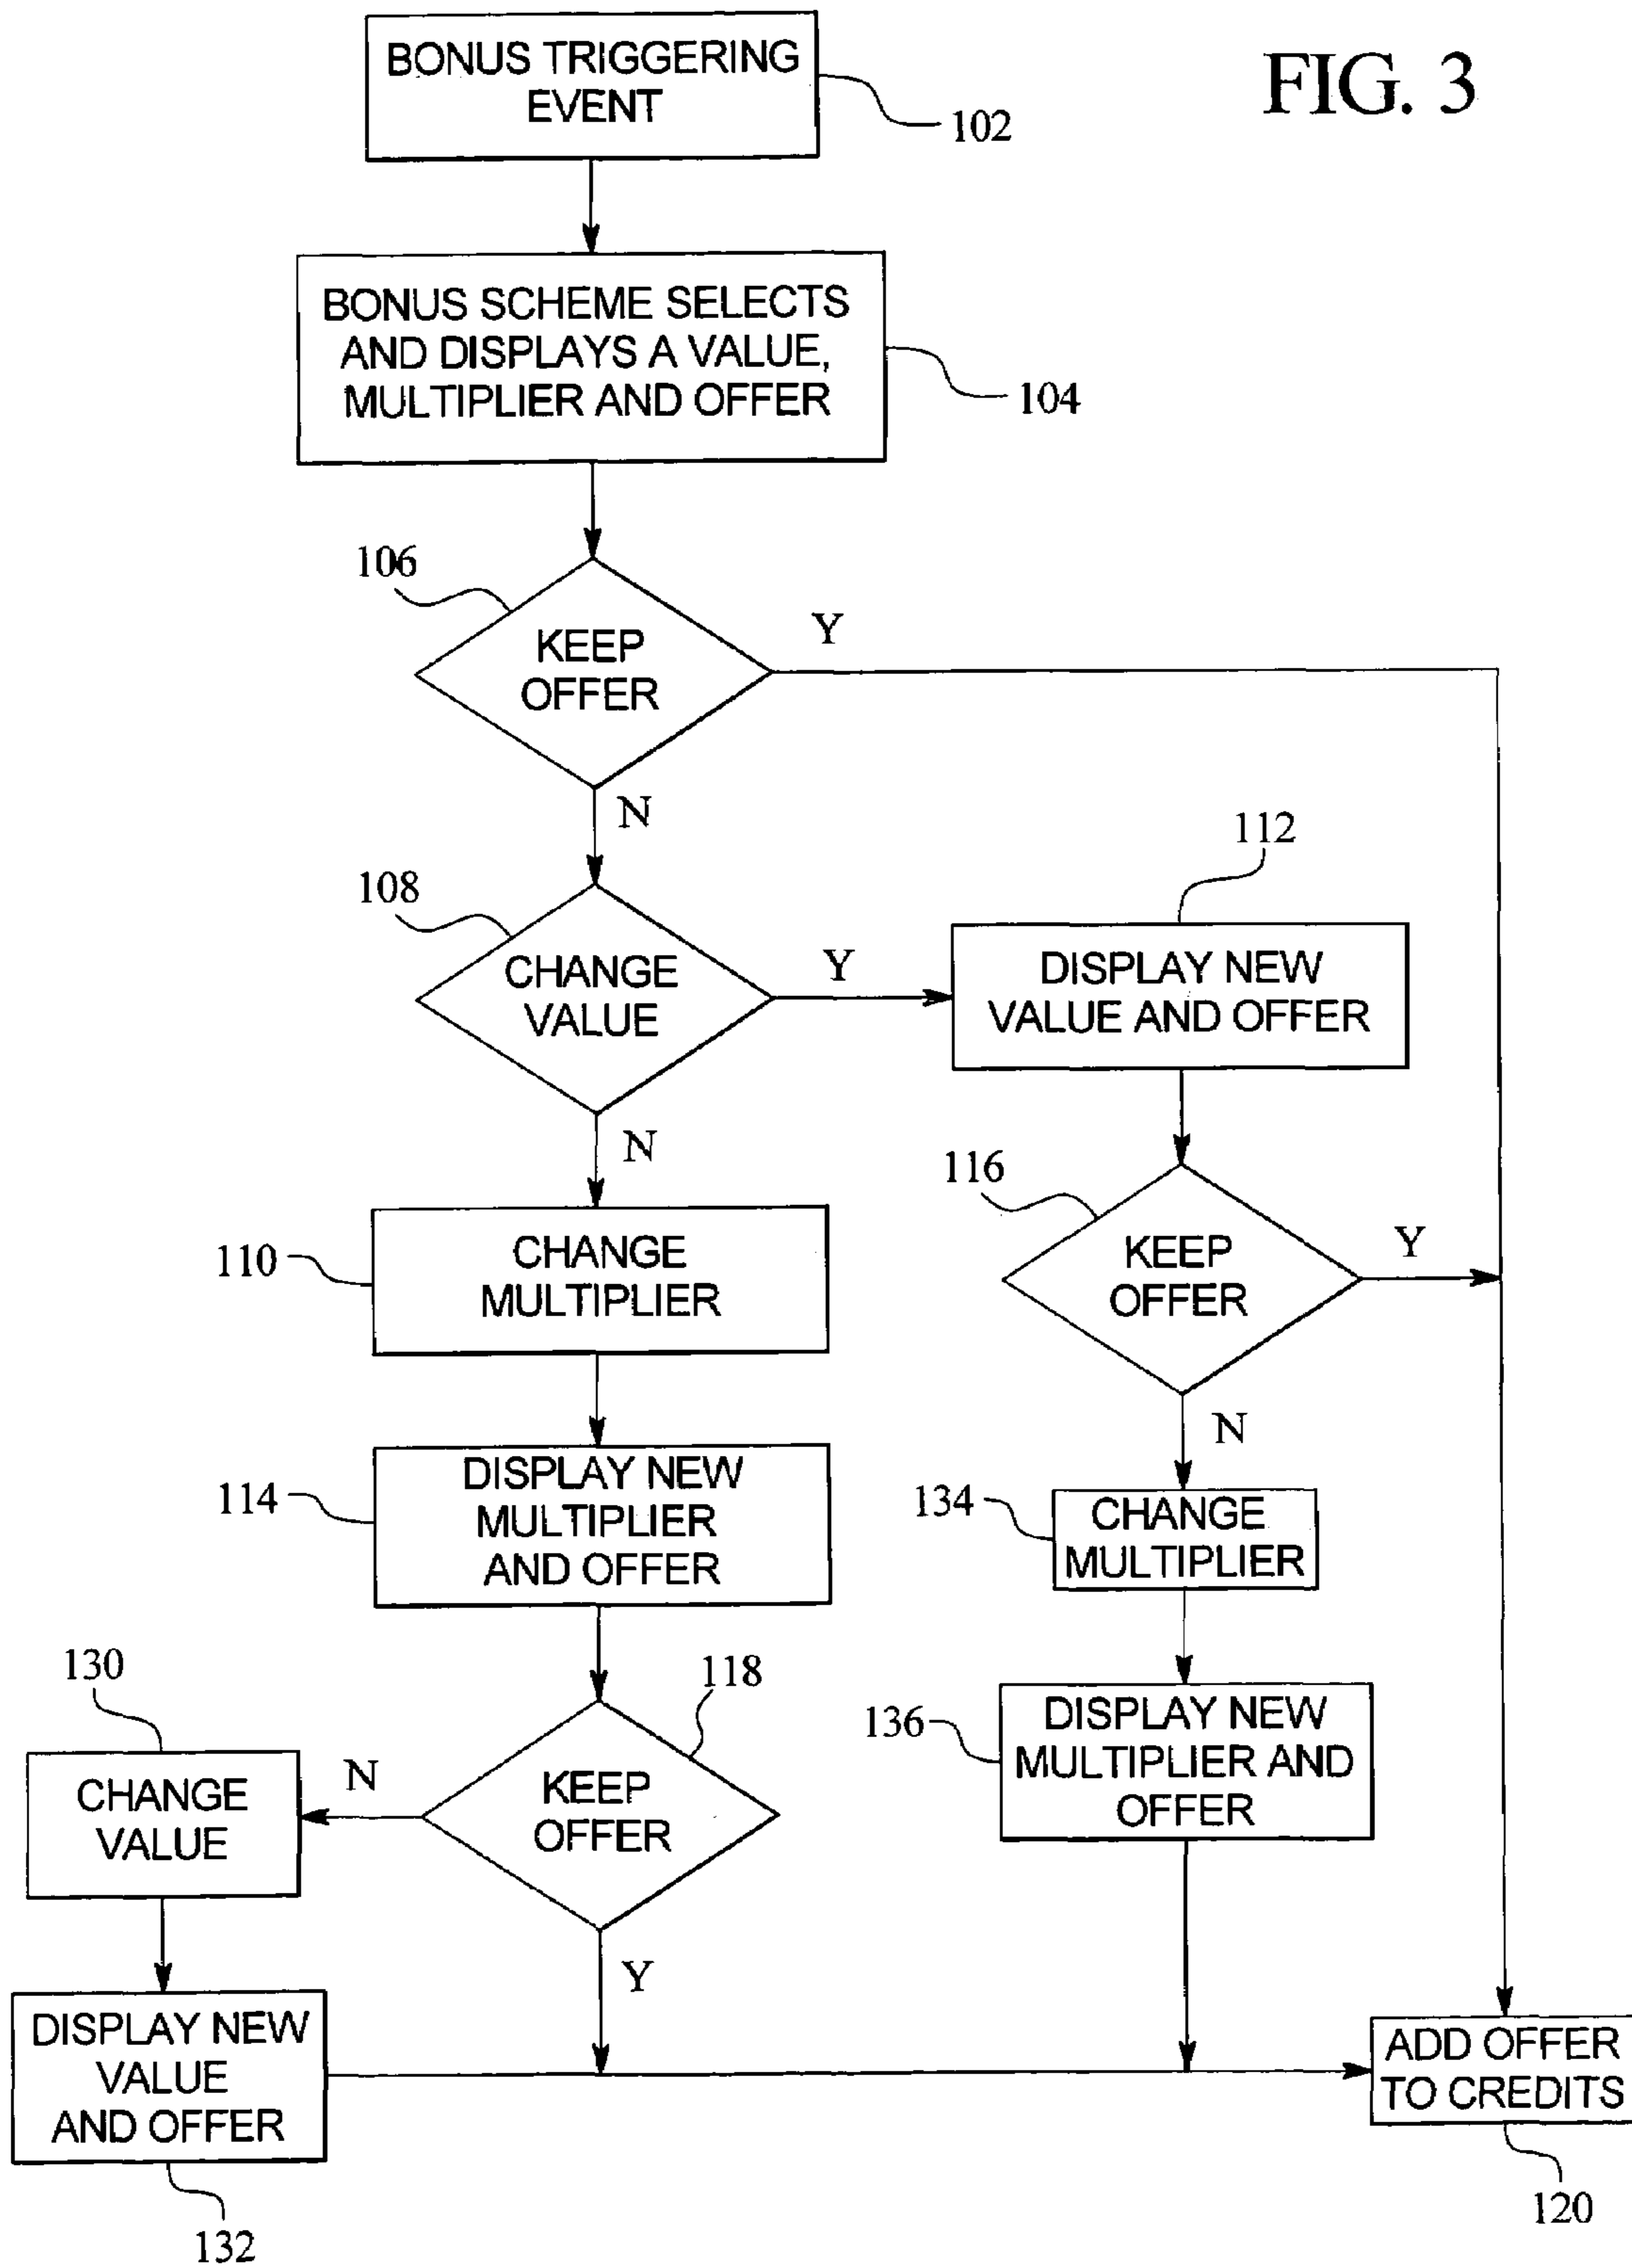 FIG. 3
BONUS TRIGGERING
EVENT
102
BONUS SCHEME SELECTS
AND DISPLAYS A VALUE,
MULTIPLIER AND OFFER
104
106
KEEP
OFFER
Y
N
108
CHANGE
VALUE
Y
N
112
DISPLAY NEW
VALUE AND OFFER
116
KEEP
OFFER
Y
N
110
CHANGE
MULTIPLIER
114
DISPLAY NEW
MULTIPLIER
AND OFFER
134
CHANGE
MULTIPLIER
136
DISPLAY NEW
MULTIPLIER AND
OFFER
118
KEEP
OFFER
N
Y
130
CHANGE
VALUE
DISPLAY NEW
VALUE
AND OFFER
132
ADD OFFER
TO CREDITS
120